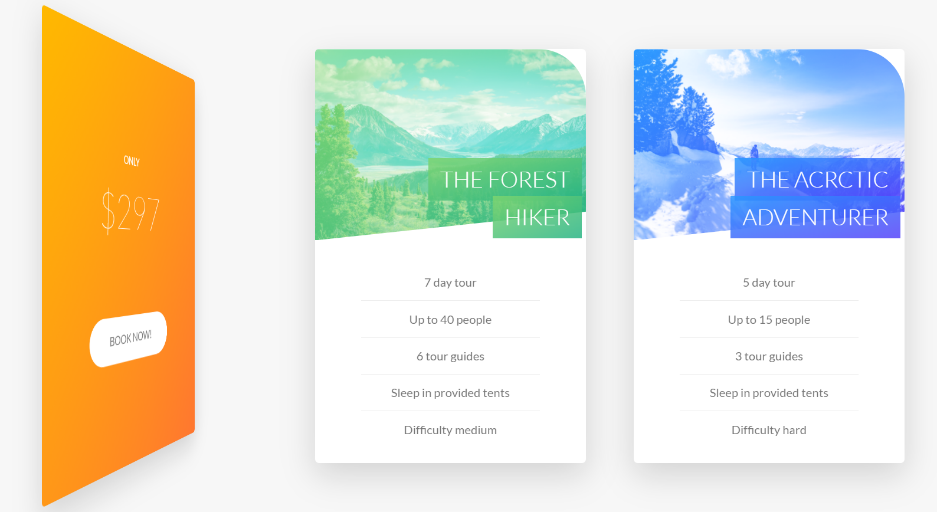 ONLY
$297
BOOK NOW!
THE FOREST
HIKER
7 day tour
Up to 40 people
6 tour guides
Sleep in provided tents
Difficulty medium
THE ACRCTIC
ADVENTURER
5 day tour
Up to 15 people
3 tour guides
Sleep in provided tents
Difficulty hard